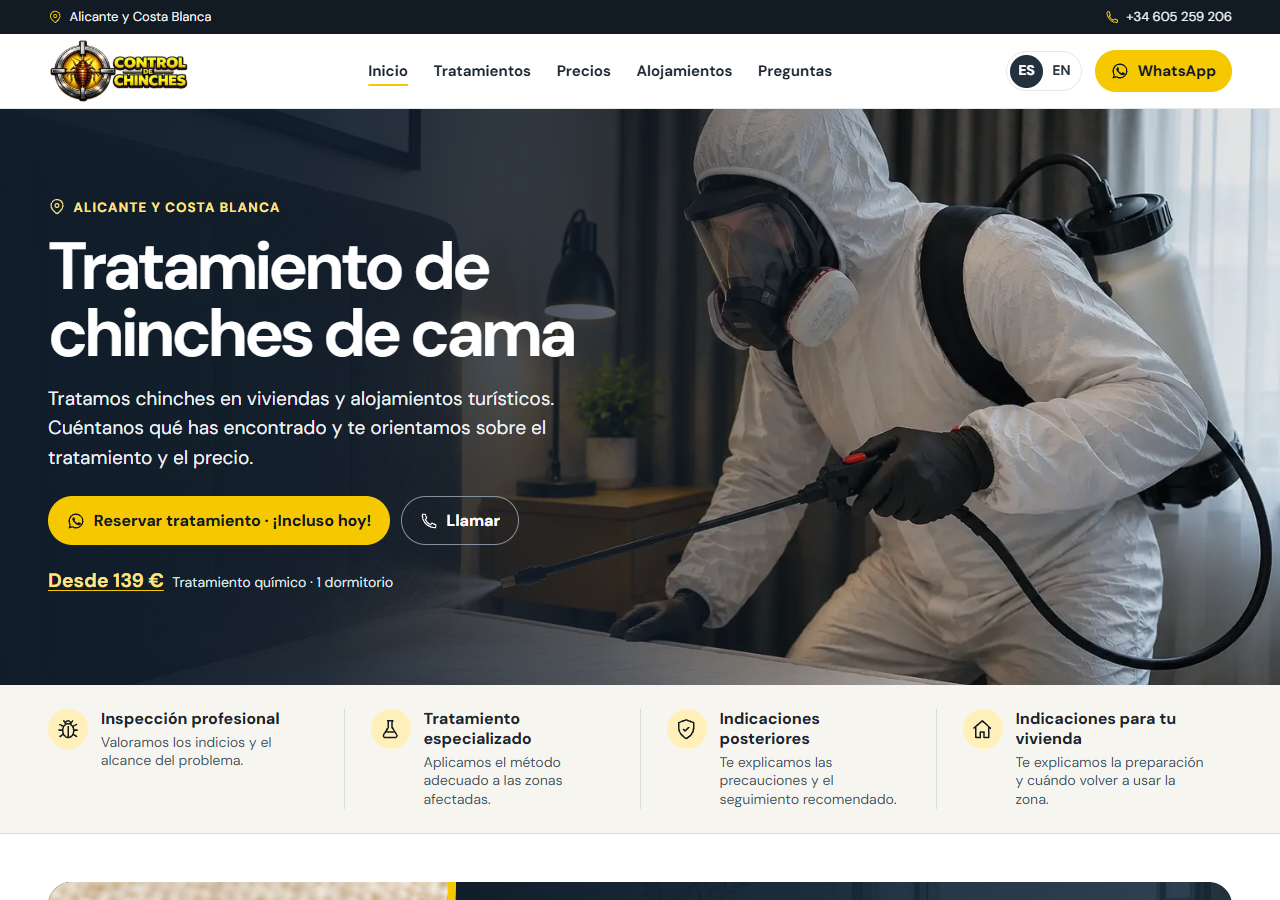 Alicante y Costa Blanca
+34 605 259 206
CONTROL
DE
CHINCHES
Inicio
Tratamientos
Precios
Alojamientos
Preguntas
ES
EN
WhatsApp
ALICANTE Y COSTA BLANCA
Tratamiento de
chinches de cama
Tratamos chinches en viviendas y alojamientos turísticos.
Cuéntanos qué has encontrado y te orientamos sobre el
tratamiento y el precio.
Reservar tratamiento · ¡Incluso hoy!
Llamar
Desde 139 €
Tratamiento químico · 1 dormitorio
Inspección profesional
Valoramos los indicios y el
alcance del problema.
Tratamiento
especializado
Aplicamos el método
adecuado a las zonas
afectadas.
Indicaciones
posteriores
Te explicamos las
precauciones y el
seguimiento recomendado.
Indicaciones para tu
vivienda
Te explicamos la preparación
y cuándo volver a usar la
zona.